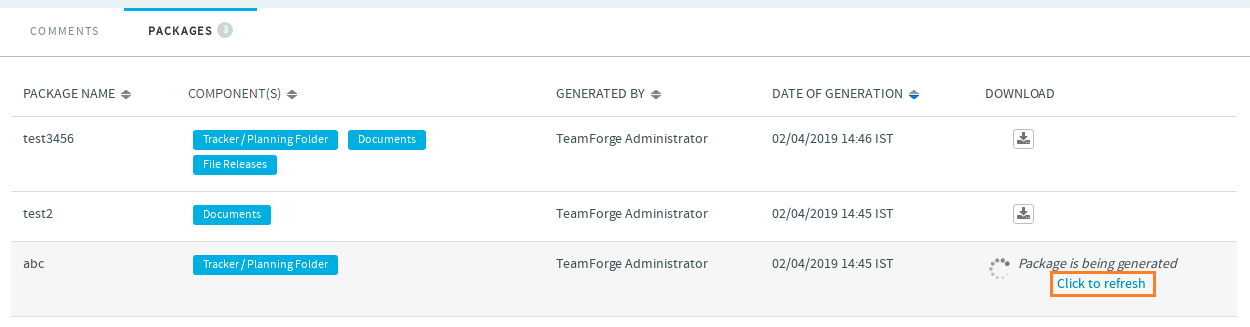 COMMENTS PACKAGES 3
PACKAGE NAME COMPONENT(S) GENERATED BY DATE OF GENERATION DOWNLOAD
test3456 Tracker / Planning Folder Documents TeamForge Administrator 02/04/2019 14:46 IST
File Releases
test2 Documents TeamForge Administrator 02/04/2019 14:45 IST
abc Tracker / Planning Folder TeamForge Administrator 02/04/2019 14:45 IST Package is being generated
Click to refresh